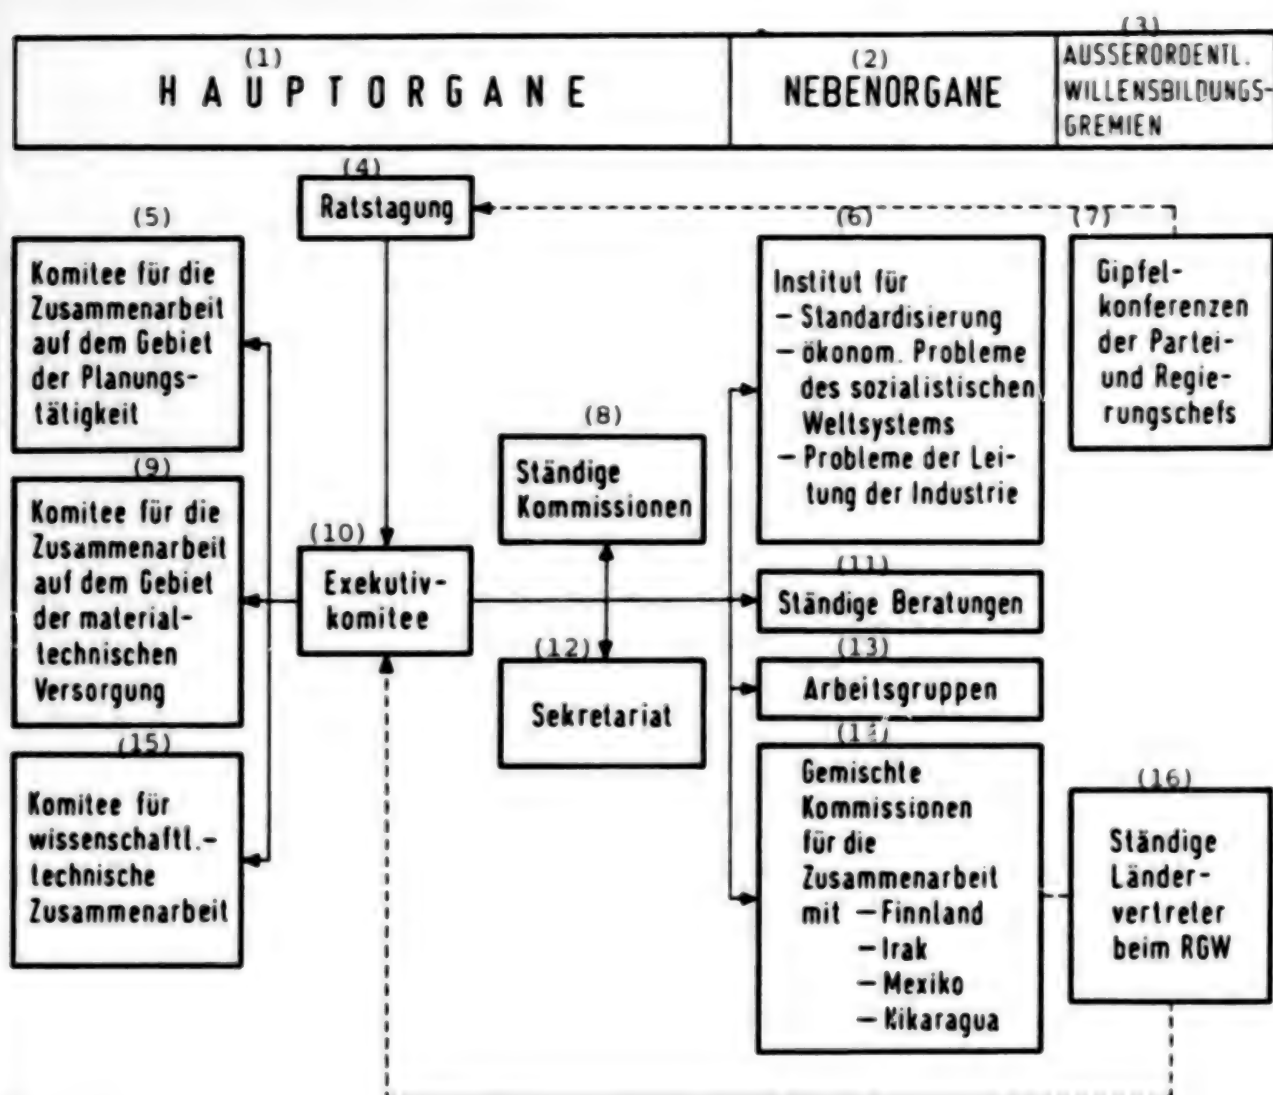 (1)
HAUPTORGANE
(2)
NEBENORGANE
(3)
AUSSERORDENTL.
WILLENSBILDUNGS-
GREMIEN
(4)
Ratstagung
(5)
Komitee für die
Zusammenarbeit
auf dem Gebiet
der Planungs-
tätigkeit
(6)
Institut für
– Standardisierung
– ökonom. Probleme
des sozialistischen
Weltsystems
– Probleme der Lei-
tung der Industrie
(7)
Gipfel-
konferenzen
der Partei-
und Regie-
rungschefs
(8)
Ständige
Kommissionen
(9)
Komitee für die
Zusammenarbeit
auf dem Gebiet
der material-
technischen
Versorgung
(10)
Exekutiv-
komitee
(11)
Ständige Beratungen
(12)
Sekretariat
(13)
Arbeitsgruppen
Gemischte
Kommissionen
für die
Zusammenarbeit
mit – Finnland
– Irak
– Mexiko
– Nikaragua
(15)
Komitee für
wissenschaftl.-
technische
Zusammenarbeit
(16)
Ständige
Länder-
vertreter
beim RGW